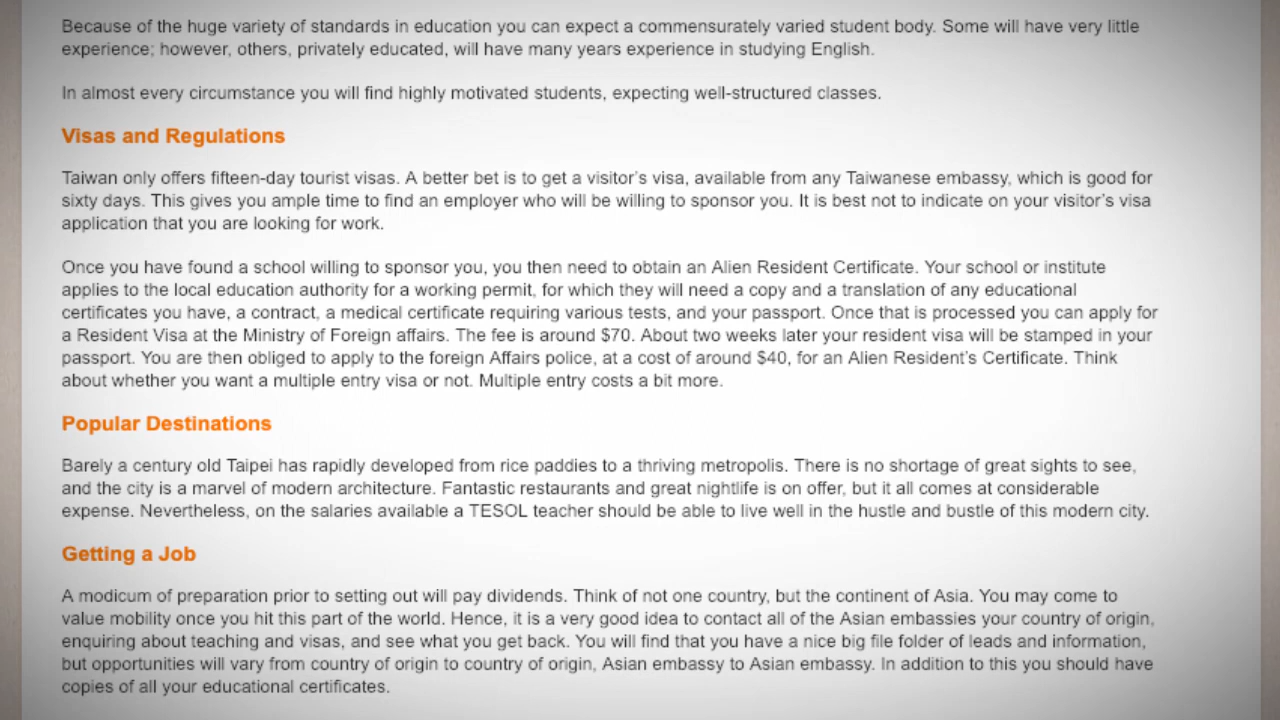 Because of the huge variety of standards in education you can expect a commensurately varied student body. Some will have very little
experience; however, others, privately educated, will have many years experience in studying English.
In almost every circumstance you will find highly motivated students, expecting well-structured classes.
Visas and Regulations
Taiwan only offers fifteen-day tourist visas. A better bet is to get a visitor's visa, available from any Taiwanese embassy, which is good for
sixty days. This gives you ample time to find an employer who will be willing to sponsor you. It is best not to indicate on your visitor's visa
application that you are looking for work.
Once you have found a school willing to sponsor you, you then need to obtain an Alien Resident Certificate. Your school or institute
applies to the local education authority for a working permit, for which they will need a copy and a translation of any educational
certificates you have, a contract, a medical certificate requiring various tests, and your passport. Once that is processed you can apply for
a Resident Visa at the Ministry of Foreign affairs. The fee is around $70. About two weeks later your resident visa will be stamped in your
passport. You are then obliged to apply to the foreign Affairs police, at a cost of around $40, for an Alien Resident's Certificate. Think
about whether you want a multiple entry visa or not. Multiple entry costs a bit more.
Popular Destinations
Barely a century old Taipei has rapidly developed from rice paddies to a thriving metropolis. There is no shortage of great sights to see,
and the city is a marvel of modern architecture. Fantastic restaurants and great nightlife is on offer, but it all comes at considerable
expense. Nevertheless, on the salaries available a TESOL teacher should be able to live well in the hustle and bustle of this modern city.
Getting a Job
A modicum of preparation prior to setting out will pay dividends. Think of not one country, but the continent of Asia. You may come to
value mobility once you hit this part of the world. Hence, it is a very good idea to contact all of the Asian embassies your country of origin,
enquiring about teaching and visas, and see what you get back. You will find that you have a nice big file folder of leads and information,
but opportunities will vary from country of origin to country of origin, Asian embassy to Asian embassy. In addition to this you should have
copies of all your educational certificates.